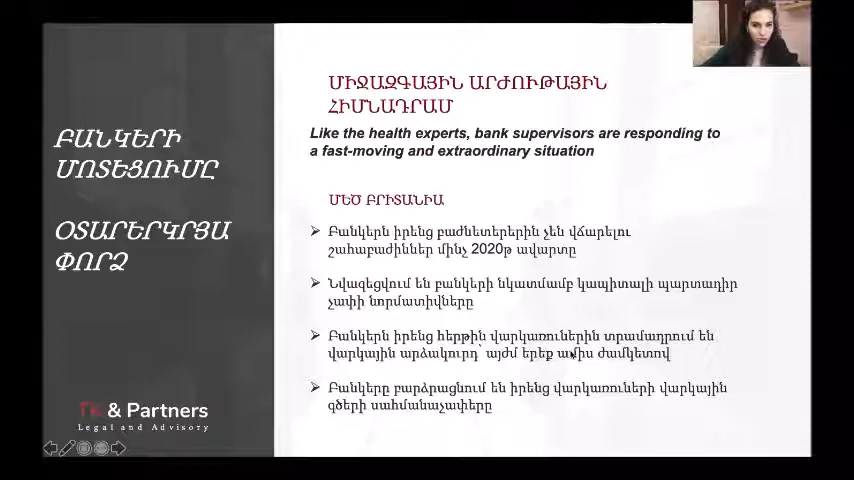 ԲԱՆԿԵՐԻ
ՄՈՏԵՑՈՒՄԸ
ՕՏԱՐԵՐԿՐՅԱ
ՓՈՐՁ
TK & Partners
Legal and Advisory
ՄԻՋԱԶԳԱՅԻՆ ԱՐԺՈՒԹԱՅԻՆ
ՀԻՄՆԱԴՐԱՄ
Like the health experts, bank supervisors are responding to
a fast-moving and extraordinary situation
ՄԵԾ ԲՐԻՏԱՆԻԱ
➢ Բանկերն իրենց բաժնետերերին չեն վճարելու
շահաբաժիններ մինչ 2020թ ավարտը
➢ Նվազեցվում են բանկերի նկատմամբ կապիտալի պարտադիր
չափի նորմատիվները
➢ Բանկերն իրենց հերթին վարկառուներին տրամադրում են
վարկային արձակուրդ՝ այժմ երեք ամիս ժամկետով
➢ Բանկերը բարձրացնում են իրենց վարկառուների վարկային
գծերի սահմանաչափերը